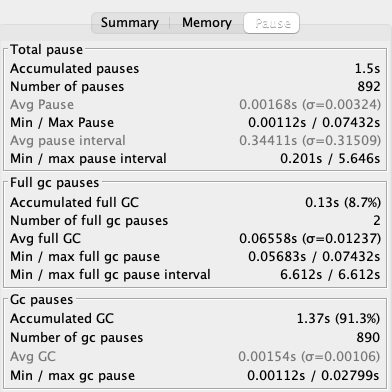 Summary Memory Pause
Total pause
Accumulated pauses 1.5s
Number of pauses 892
Avg Pause 0.00168s (σ=0.00324)
Min / Max Pause 0.00112s / 0.07432s
Avg pause interval 0.34411s (σ=0.31509)
Min / max pause interval 0.201s / 5.646s
Full gc pauses
Accumulated full GC 0.13s (8.7%)
Number of full gc pauses 2
Avg full GC 0.06558s (σ=0.01237)
Min / max full gc pause 0.05683s / 0.07432s
Min / max full gc pause interval 6.612s / 6.612s
Gc pauses
Accumulated GC 1.37s (91.3%)
Number of gc pauses 890
Avg GC 0.00154s (σ=0.00106)
Min / max gc pause 0.00112s / 0.02799s